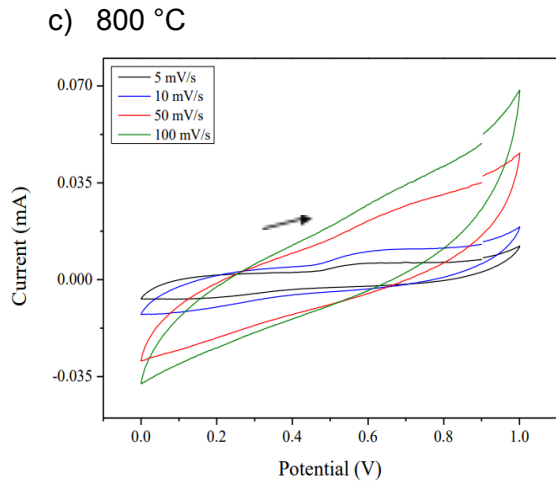 c) 800 °C
5 mV/s
10 mV/s
50 mV/s
100 mV/s
0.070
0.035
0.000
-0.035
Current (mA)
0.0 0.2 0.4 0.6 0.8 1.0
Potential (V)